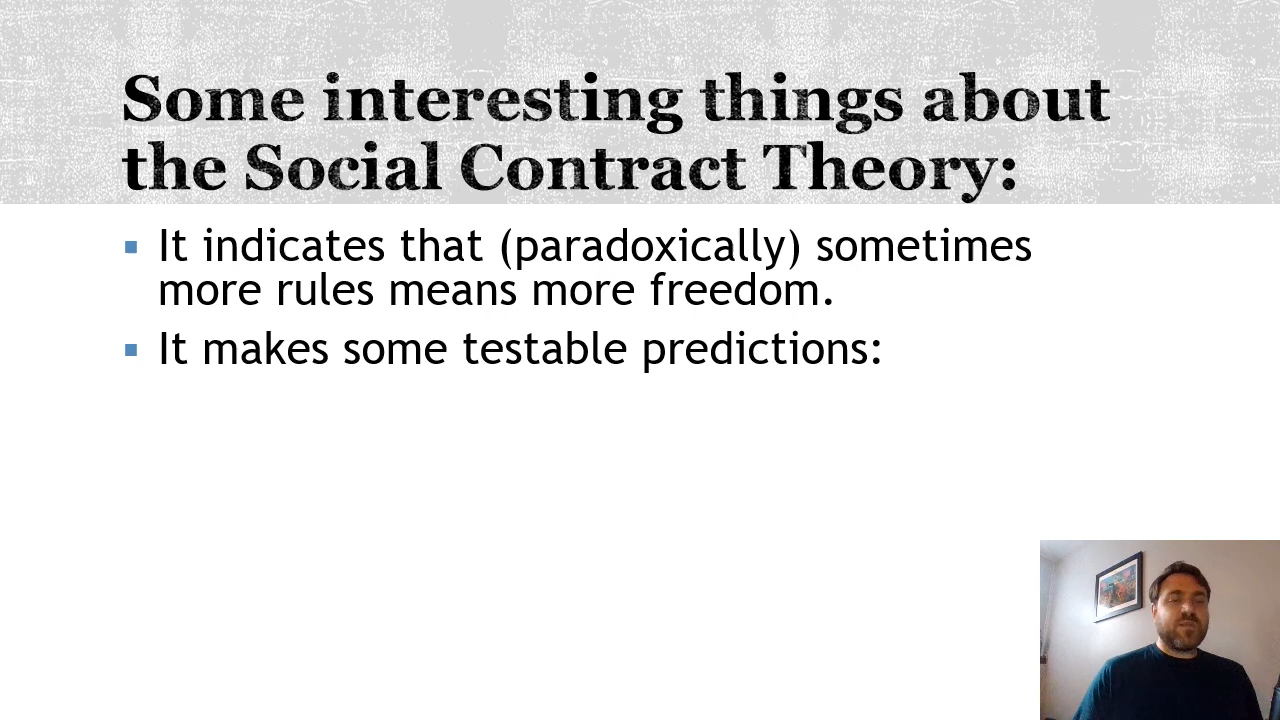 Some interesting things about
the Social Contract Theory:
It indicates that (paradoxically) sometimes
more rules means more freedom.
It makes some testable predictions: